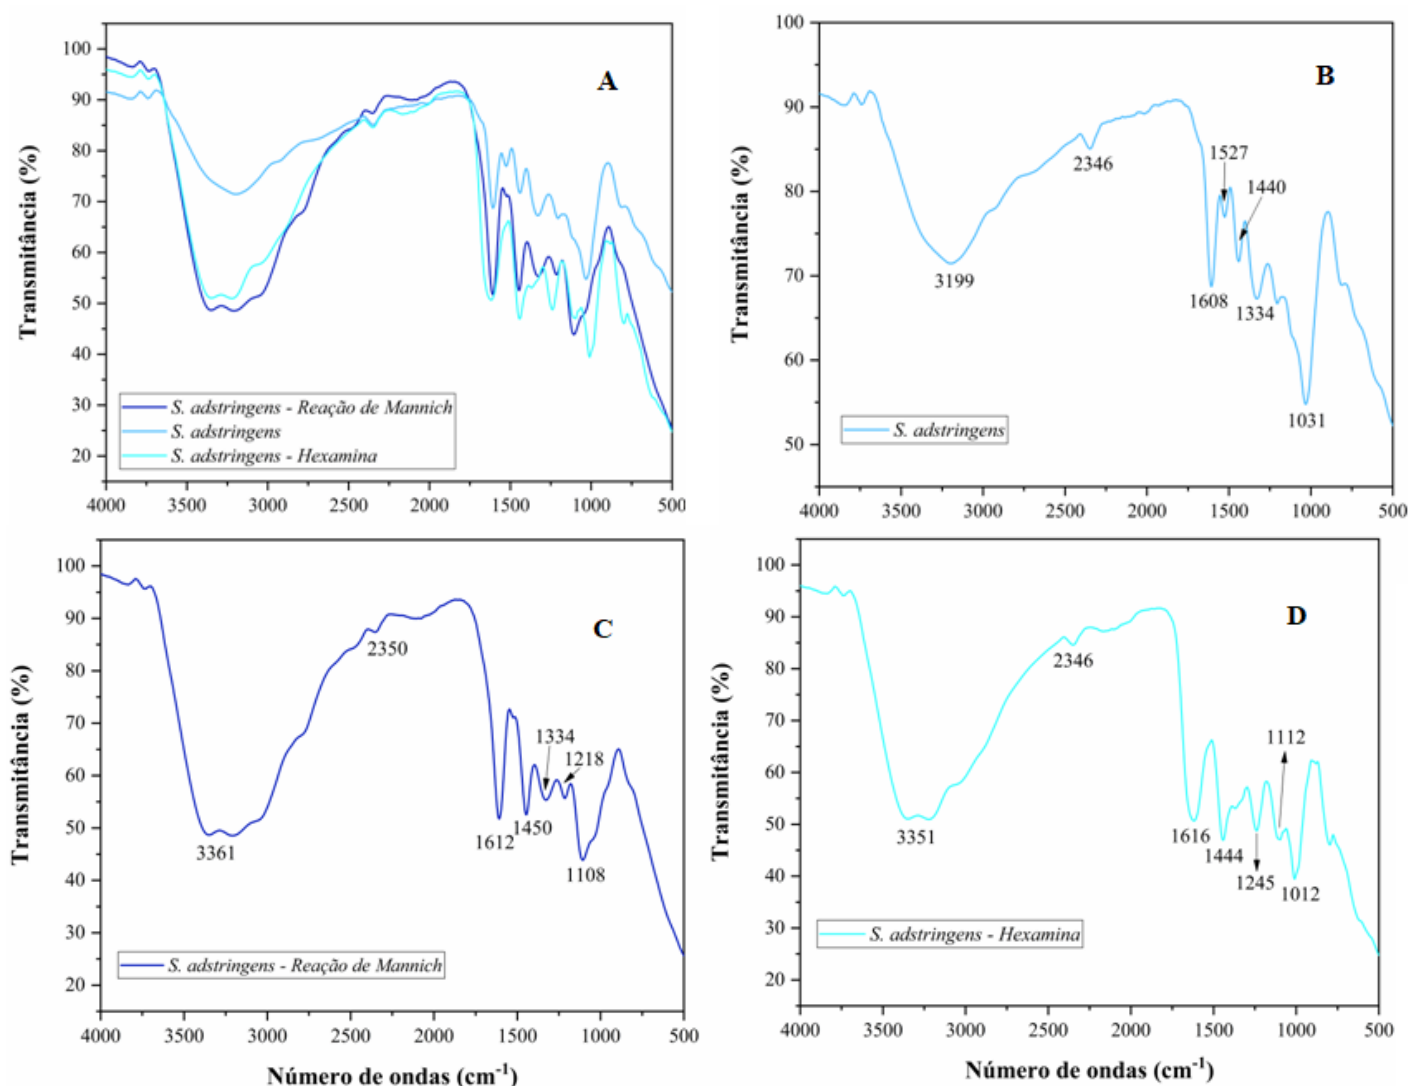 A
Transmitância (%)
100
90
80
70
60
50
40
30
20
4000 3500 3000 2500 2000 1500 1000 500
S. adstringens - Reação de Mannich
S. adstringens
S. adstringens - Hexamina
B
Transmitância (%)
100
90
80
70
60
50
4000 3500 3000 2500 2000 1500 1000 500
3199
2346
1527
1440
1608
1334
1031
S. adstringens
C
Transmitância (%)
100
90
80
70
60
50
40
30
20
4000 3500 3000 2500 2000 1500 1000 500
3361
2350
1334
1218
1612
1450
1108
S. adstringens - Reação de Mannich
Número de ondas (cm⁻¹)
D
Transmitância (%)
100
90
80
70
60
50
40
30
20
4000 3500 3000 2500 2000 1500 1000 500
3351
2346
1112
1616
1444
1245
1012
S. adstringens - Hexamina
Número de ondas (cm⁻¹)